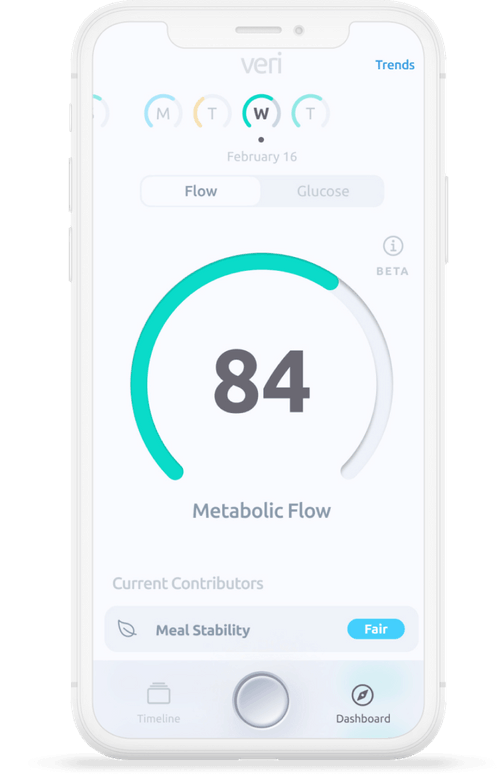 veri
Trends
M T W T
February 16
Flow Glucose
BETA
84
Metabolic Flow
Current Contributors
Meal Stability Fair
Timeline Dashboard